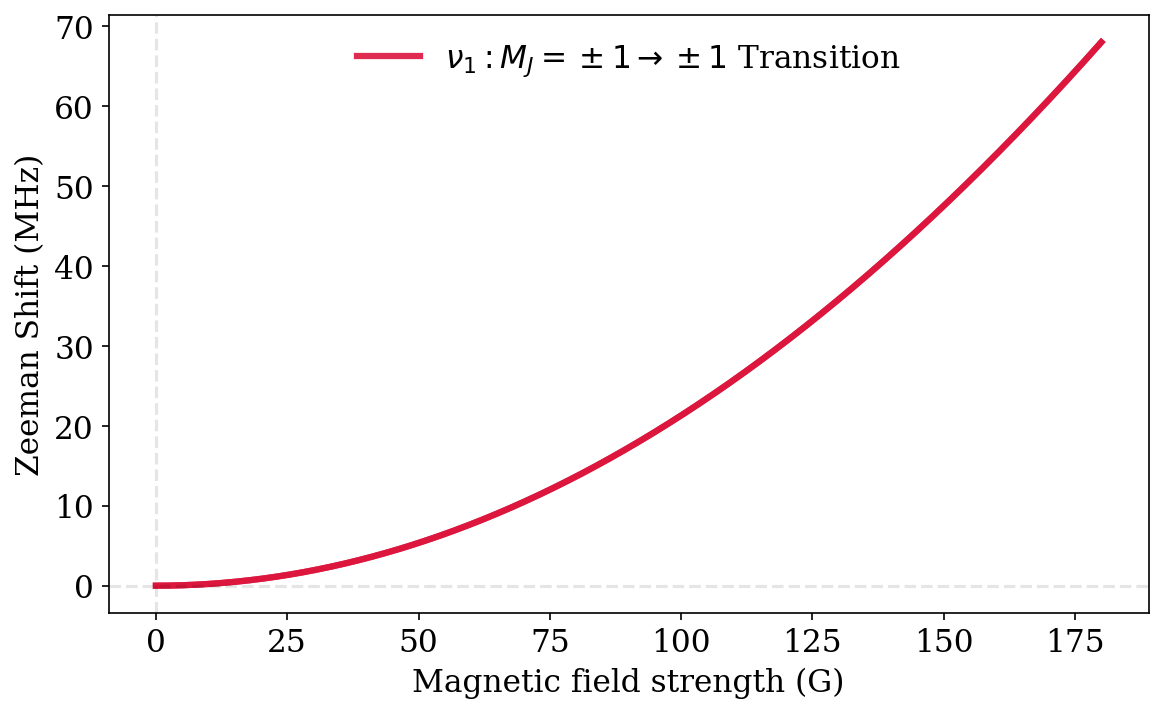 70
60
50
40
30
20
10
0
Zeeman Shift (MHz)
ν₁ : M_J = ±1 → ±1 Transition
0 25 50 75 100 125 150 175
Magnetic field strength (G)